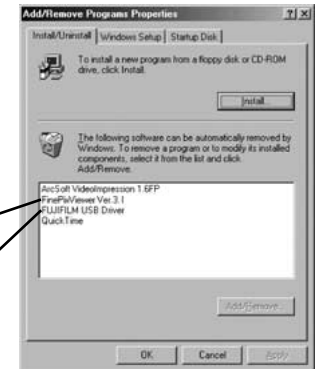 Add/Remove Programs Properties
Install/Uninstall Windows Setup Startup Disk
To install a new program from a floppy disk or CD-ROM
drive, click Install.
Install...
The following software can be automatically removed by
Windows. To remove a program or to modify its installed
components, select it from the list and click
Add/Remove.
ArcSoft VideoImpression 1.6FP
FinePixViewer Ver.3.1
FUJIFILM USB Driver
QuickTime
Add/Remove...
OK Cancel Apply